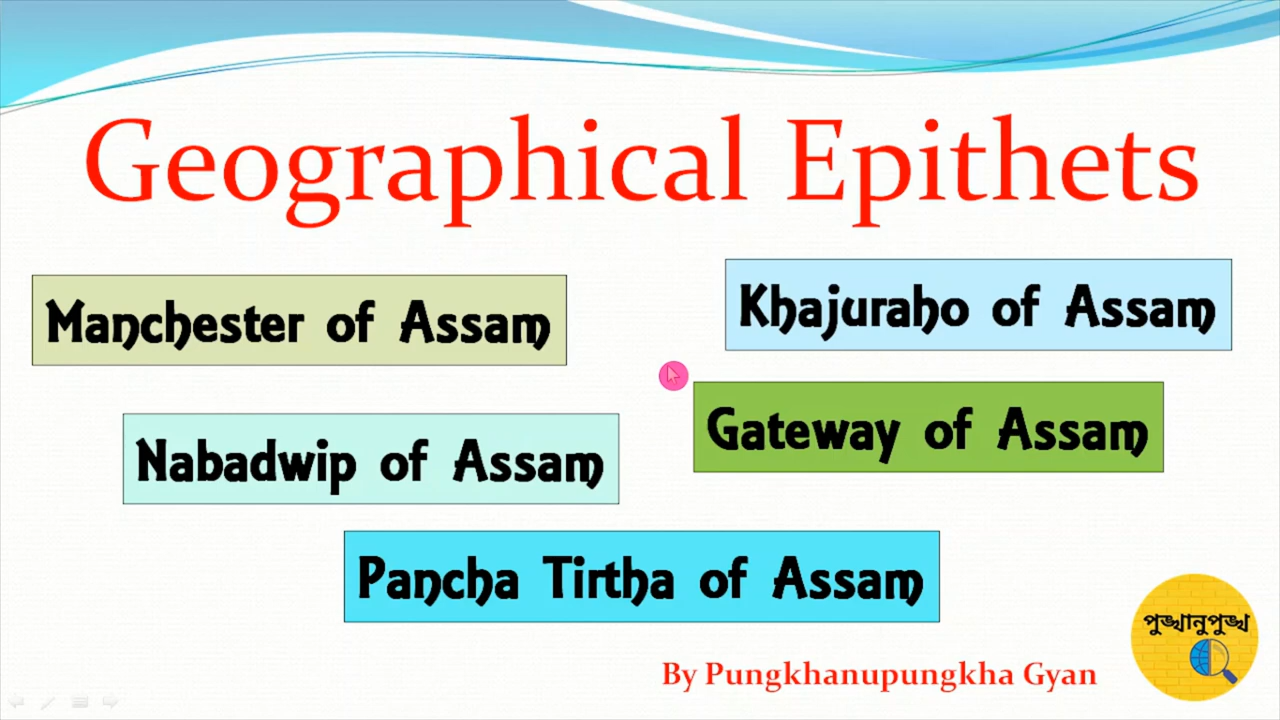 Geographical Epithets
Manchester of Assam
Khajuraho of Assam
Nabadwip of Assam
Gateway of Assam
Pancha Tirtha of Assam
By Pungkhanupungkha Gyan
পুঙ্খানুপুঙ্খ